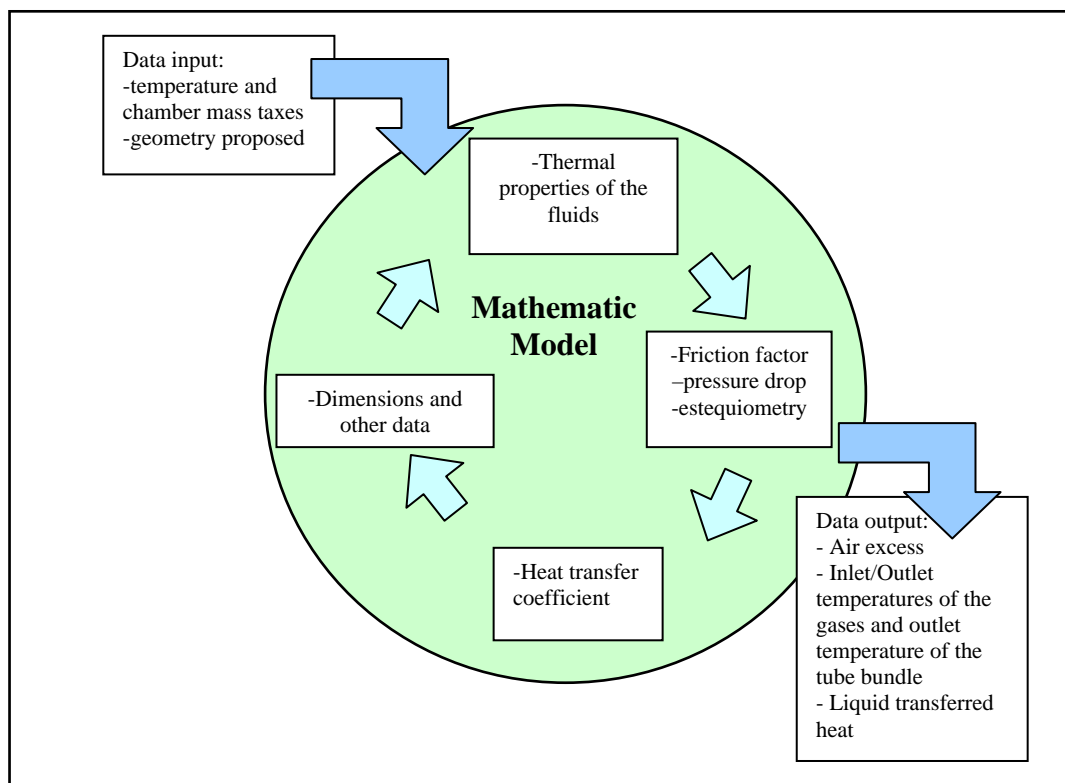 Data input:
-temperature and
chamber mass taxes
-geometry proposed
-Thermal
properties of the
fluids
Mathematic
Model
-Friction factor
–pressure drop
-estequiometry
-Dimensions and
other data
-Heat transfer
coefficient
Data output:
- Air excess
- Inlet/Outlet
temperatures of the
gases and outlet
temperature of the
tube bundle
- Liquid transferred
heat